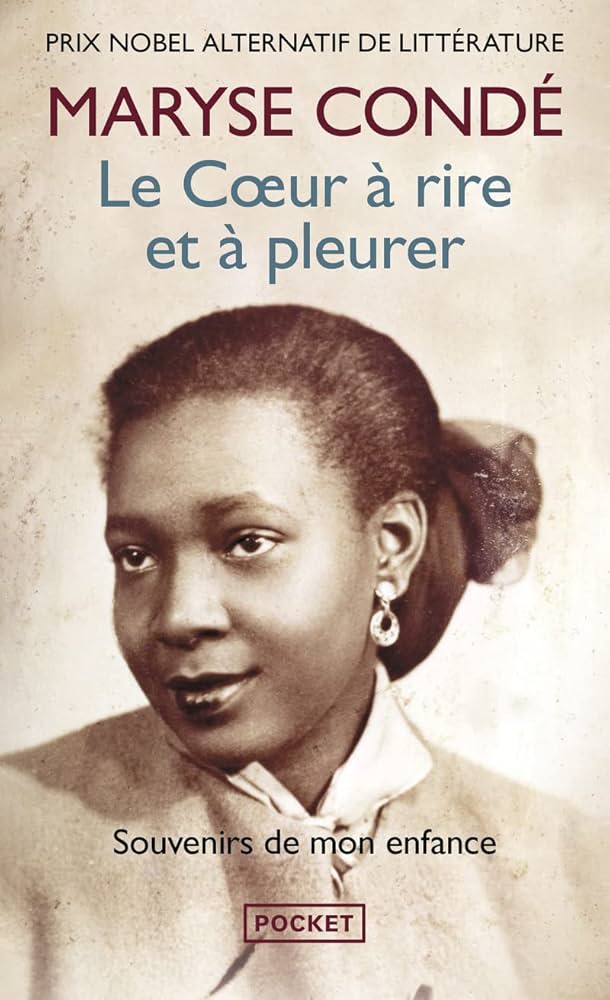 PRIX NOBEL ALTERNATIF DE LITTÉRATURE
MARYSE CONDÉ
Le Cœur à rire
et à pleurer
Souvenirs de mon enfance
POCKET